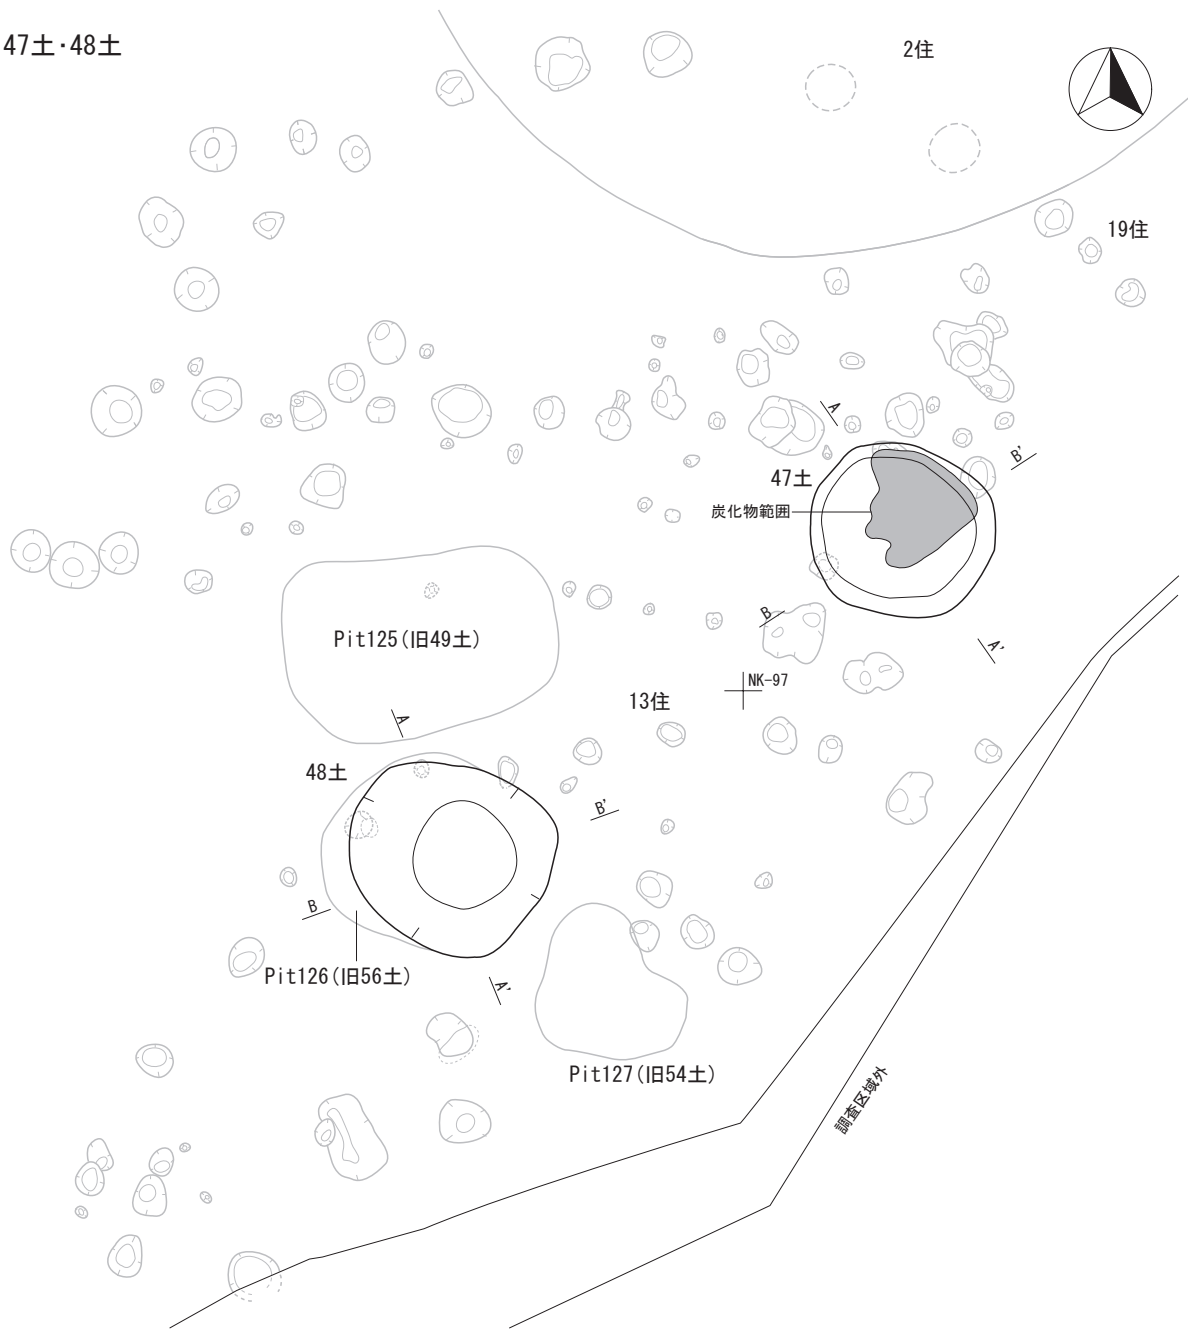 47土・48土
2住
19住
A
B'
47土
炭化物範囲
B
Pit125(旧49土)
A'
NK-97
13住
A
48土
B'
B
Pit126(旧56土)
A'
Pit127(旧54土)
調査区域外